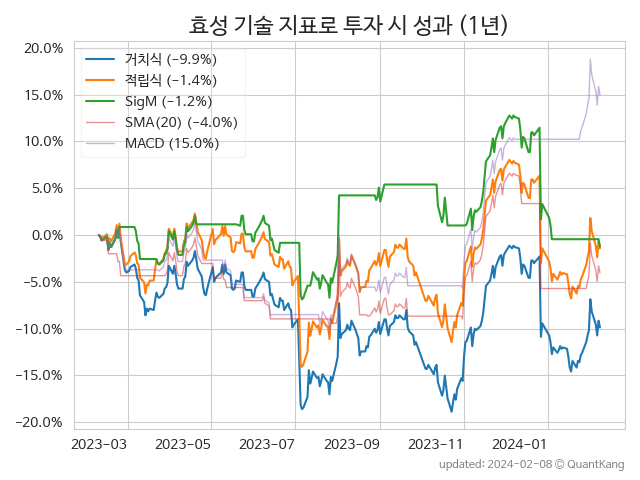 효성 기술 지표로 투자 시 성과 (1년)
20.0%
15.0%
10.0%
5.0%
0.0%
−5.0%
−10.0%
−15.0%
−20.0%
거치식 (−9.9%)
적립식 (−1.4%)
SigM (−1.2%)
SMA(20) (−4.0%)
MACD (15.0%)
2023-03 2023-05 2023-07 2023-09 2023-11 2024-01
updated: 2024-02-08 © QuantKang